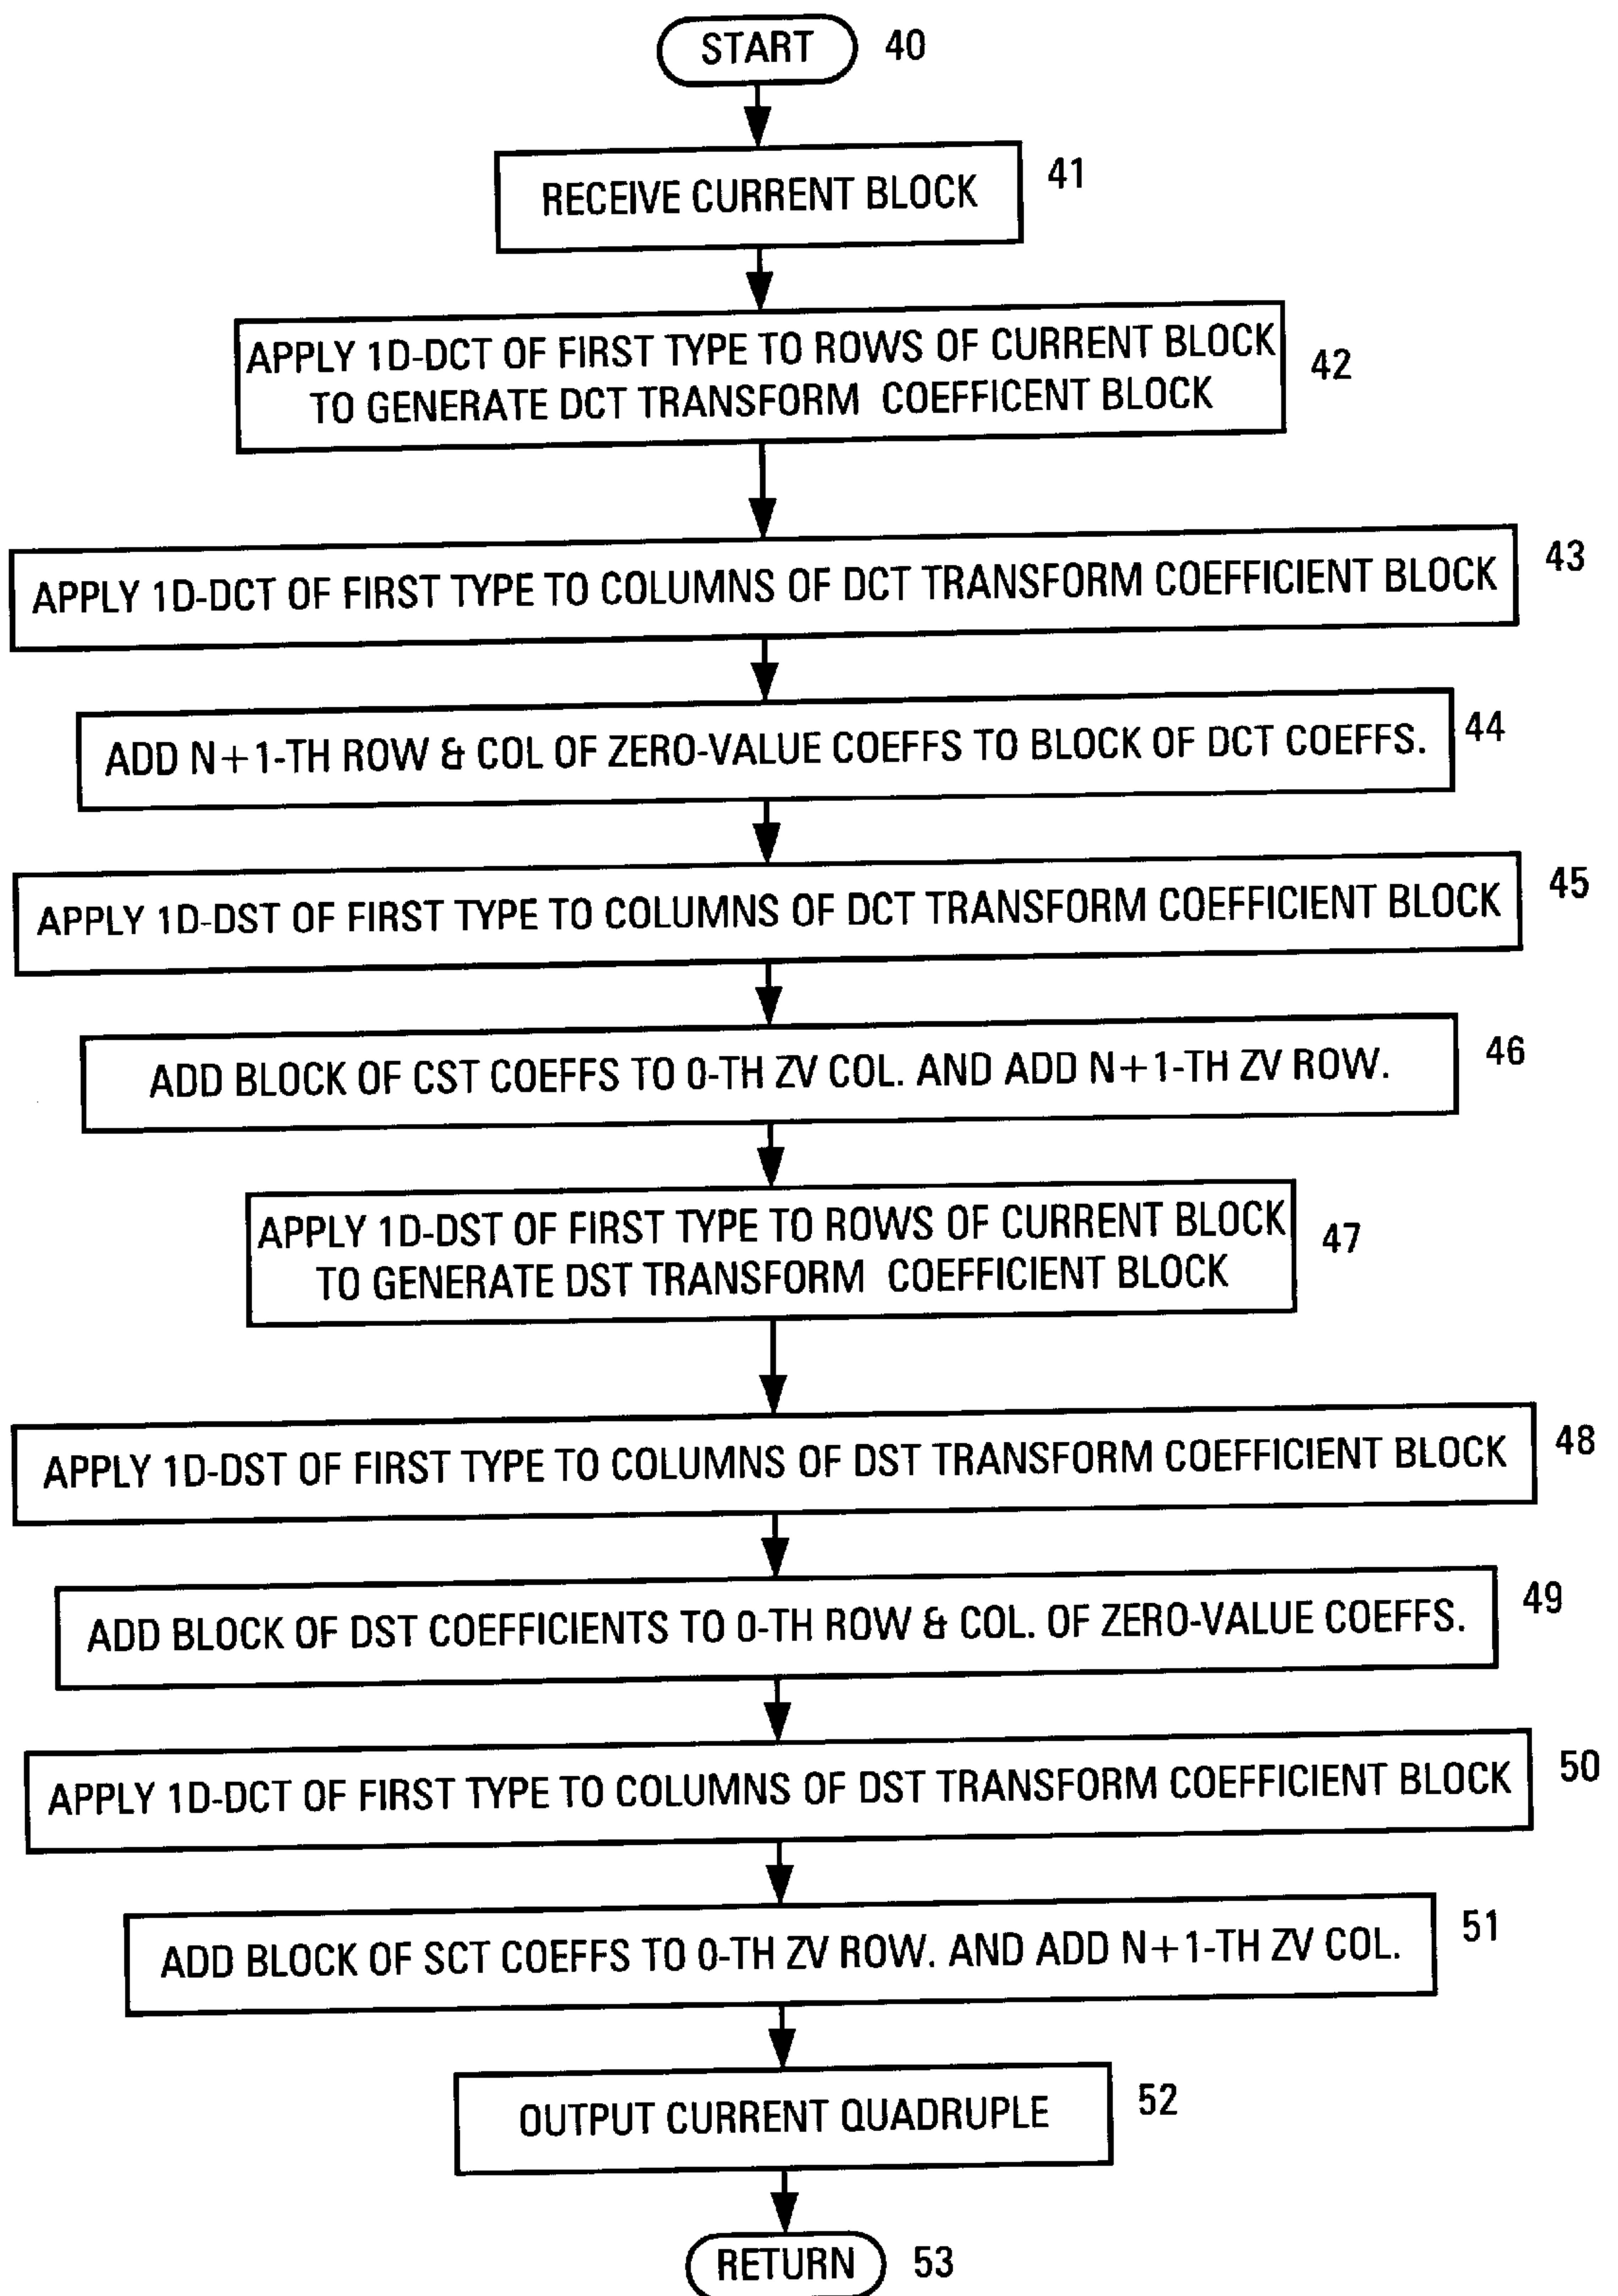 START 40
RECEIVE CURRENT BLOCK 41
APPLY 1D-DCT OF FIRST TYPE TO ROWS OF CURRENT BLOCK
TO GENERATE DCT TRANSFORM COEFFICENT BLOCK 42
APPLY 1D-DCT OF FIRST TYPE TO COLUMNS OF DCT TRANSFORM COEFFICIENT BLOCK 43
ADD N+1-TH ROW & COL OF ZERO-VALUE COEFFS TO BLOCK OF DCT COEFFS. 44
APPLY 1D-DST OF FIRST TYPE TO COLUMNS OF DCT TRANSFORM COEFFICIENT BLOCK 45
ADD BLOCK OF CST COEFFS TO 0-TH ZV COL. AND ADD N+1-TH ZV ROW. 46
APPLY 1D-DST OF FIRST TYPE TO ROWS OF CURRENT BLOCK
TO GENERATE DST TRANSFORM COEFFICIENT BLOCK 47
APPLY 1D-DST OF FIRST TYPE TO COLUMNS OF DST TRANSFORM COEFFICIENT BLOCK 48
ADD BLOCK OF DST COEFFICIENTS TO 0-TH ROW & COL. OF ZERO-VALUE COEFFS. 49
APPLY 1D-DCT OF FIRST TYPE TO COLUMNS OF DST TRANSFORM COEFFICIENT BLOCK 50
ADD BLOCK OF SCT COEFFS TO 0-TH ZV ROW. AND ADD N+1-TH ZV COL. 51
OUTPUT CURRENT QUADRUPLE 52
RETURN 53